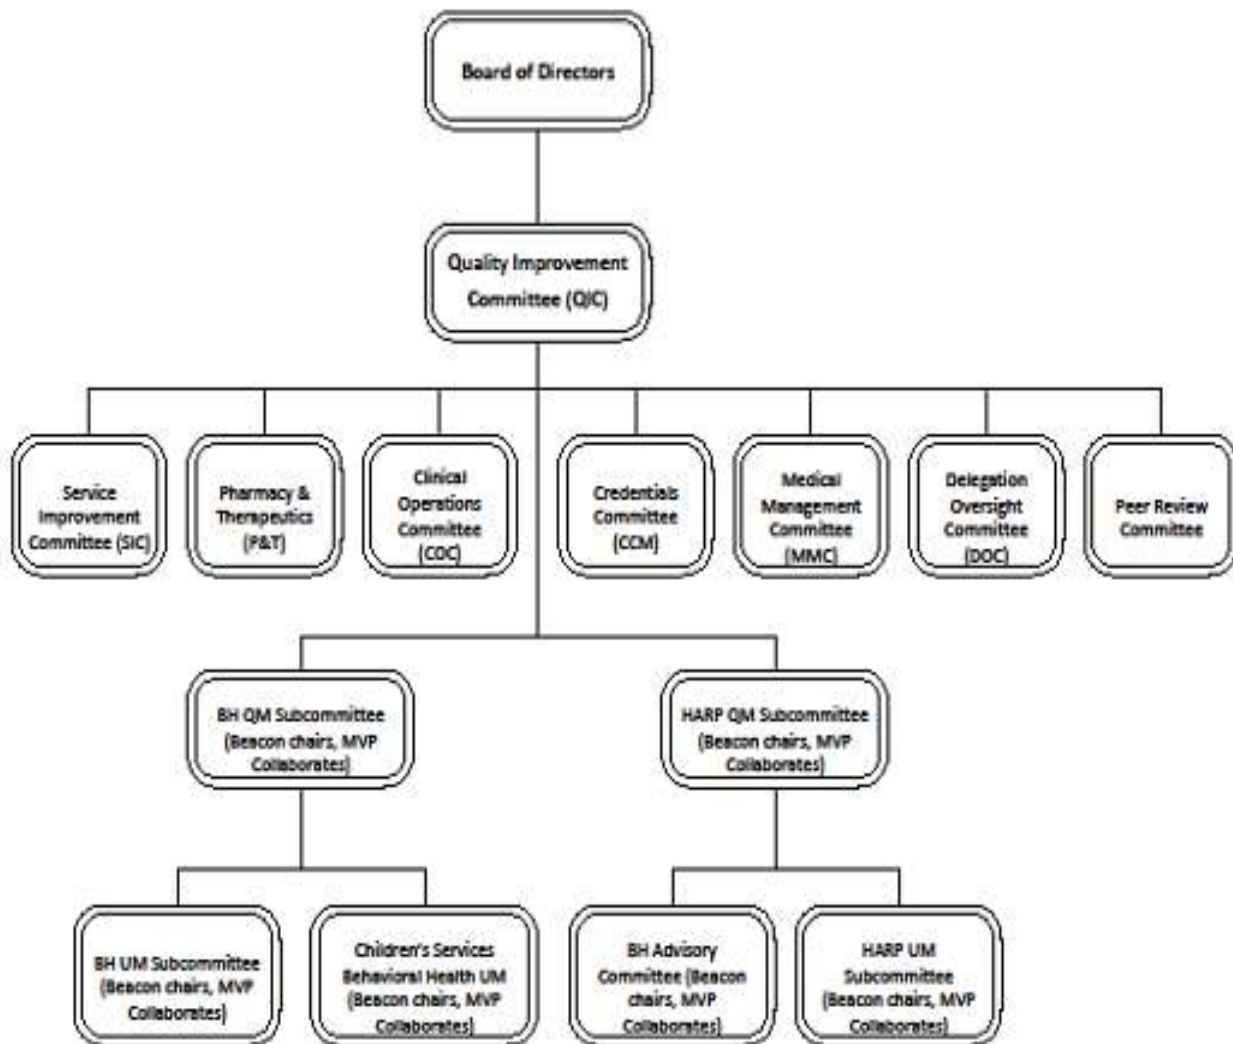 Board of Directors
Quality Improvement
Committee (QIC)
Service
Improvement
Committee (SIC)
Pharmacy &
Therapeutics
(P&T)
Clinical
Operations
Committee
(COC)
Credentials
Committee
(CCM)
Medical
Management
Committee
(MMC)
Delegation
Oversight
Committee
(DOC)
Peer Review
Committee
BH QM Subcommittee
(Beacon chairs, MVP
Collaborates)
HARP QM Subcommittee
(Beacon chairs, MVP
Collaborates)
BH UM Subcommittee
(Beacon chairs, MVP
Collaborates)
Children's Services
Behavioral Health UM
(Beacon chairs, MVP
Collaborates)
BH Advisory
Committee (Beacon
chairs, MVP
Collaborates)
HARP UM
Subcommittee
(Beacon chairs, MVP
Collaborates)